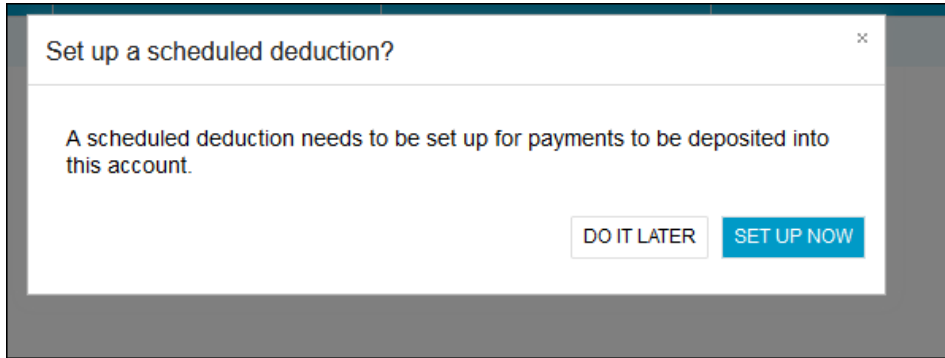 Set up a scheduled deduction?
×
A scheduled deduction needs to be set up for payments to be deposited into
this account.
DO IT LATER SET UP NOW